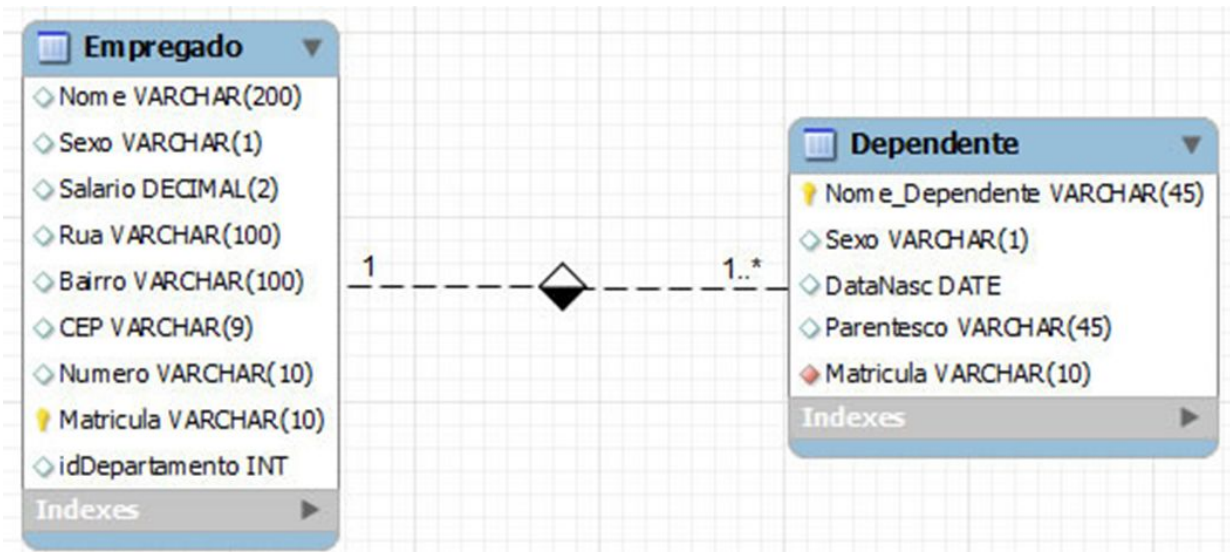 Empregado
Nome VARCHAR(200)
Sexo VARCHAR(1)
Salario DECIMAL(2)
Rua VARCHAR(100)
Bairro VARCHAR(100)
CEP VARCHAR(9)
Numero VARCHAR(10)
Matricula VARCHAR(10)
idDepartamento INT
Indexes
1
1..*
Dependente
Nome_Dependente VARCHAR(45)
Sexo VARCHAR(1)
DataNasc DATE
Parentesco VARCHAR(45)
Matricula VARCHAR(10)
Indexes